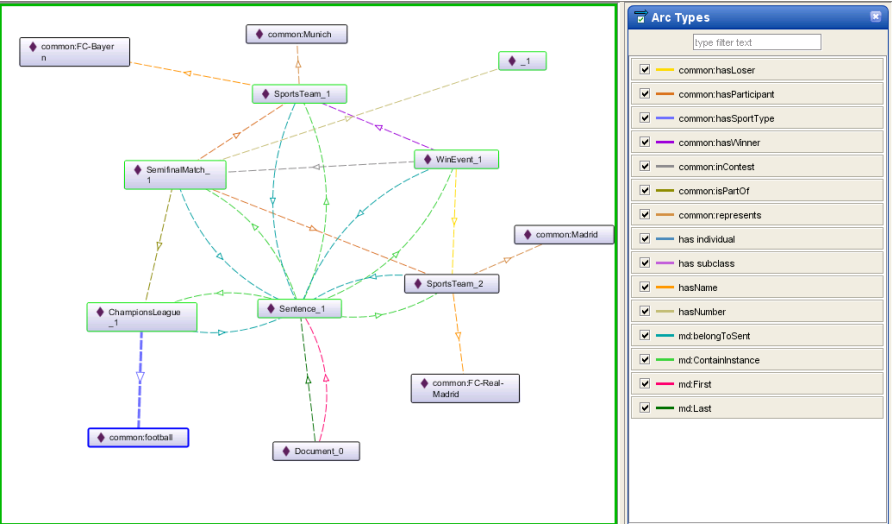 common:Munich
common:FC-Bayer
n
_1
SportsTeam_1
WinEvent_1
SemifinalMatch_
1
common:Madrid
SportsTeam_2
ChampionsLeague
_1
Sentence_1
common:FC-Real-
Madrid
common:football
Document_0
Arc Types
type filter text
common:hasLoser
common:hasParticipant
common:hasSportType
common:hasWinner
common:inContest
common:isPartOf
common:represents
has individual
has subclass
hasName
hasNumber
md:belongToSent
md:ContainInstance
md:First
md:Last